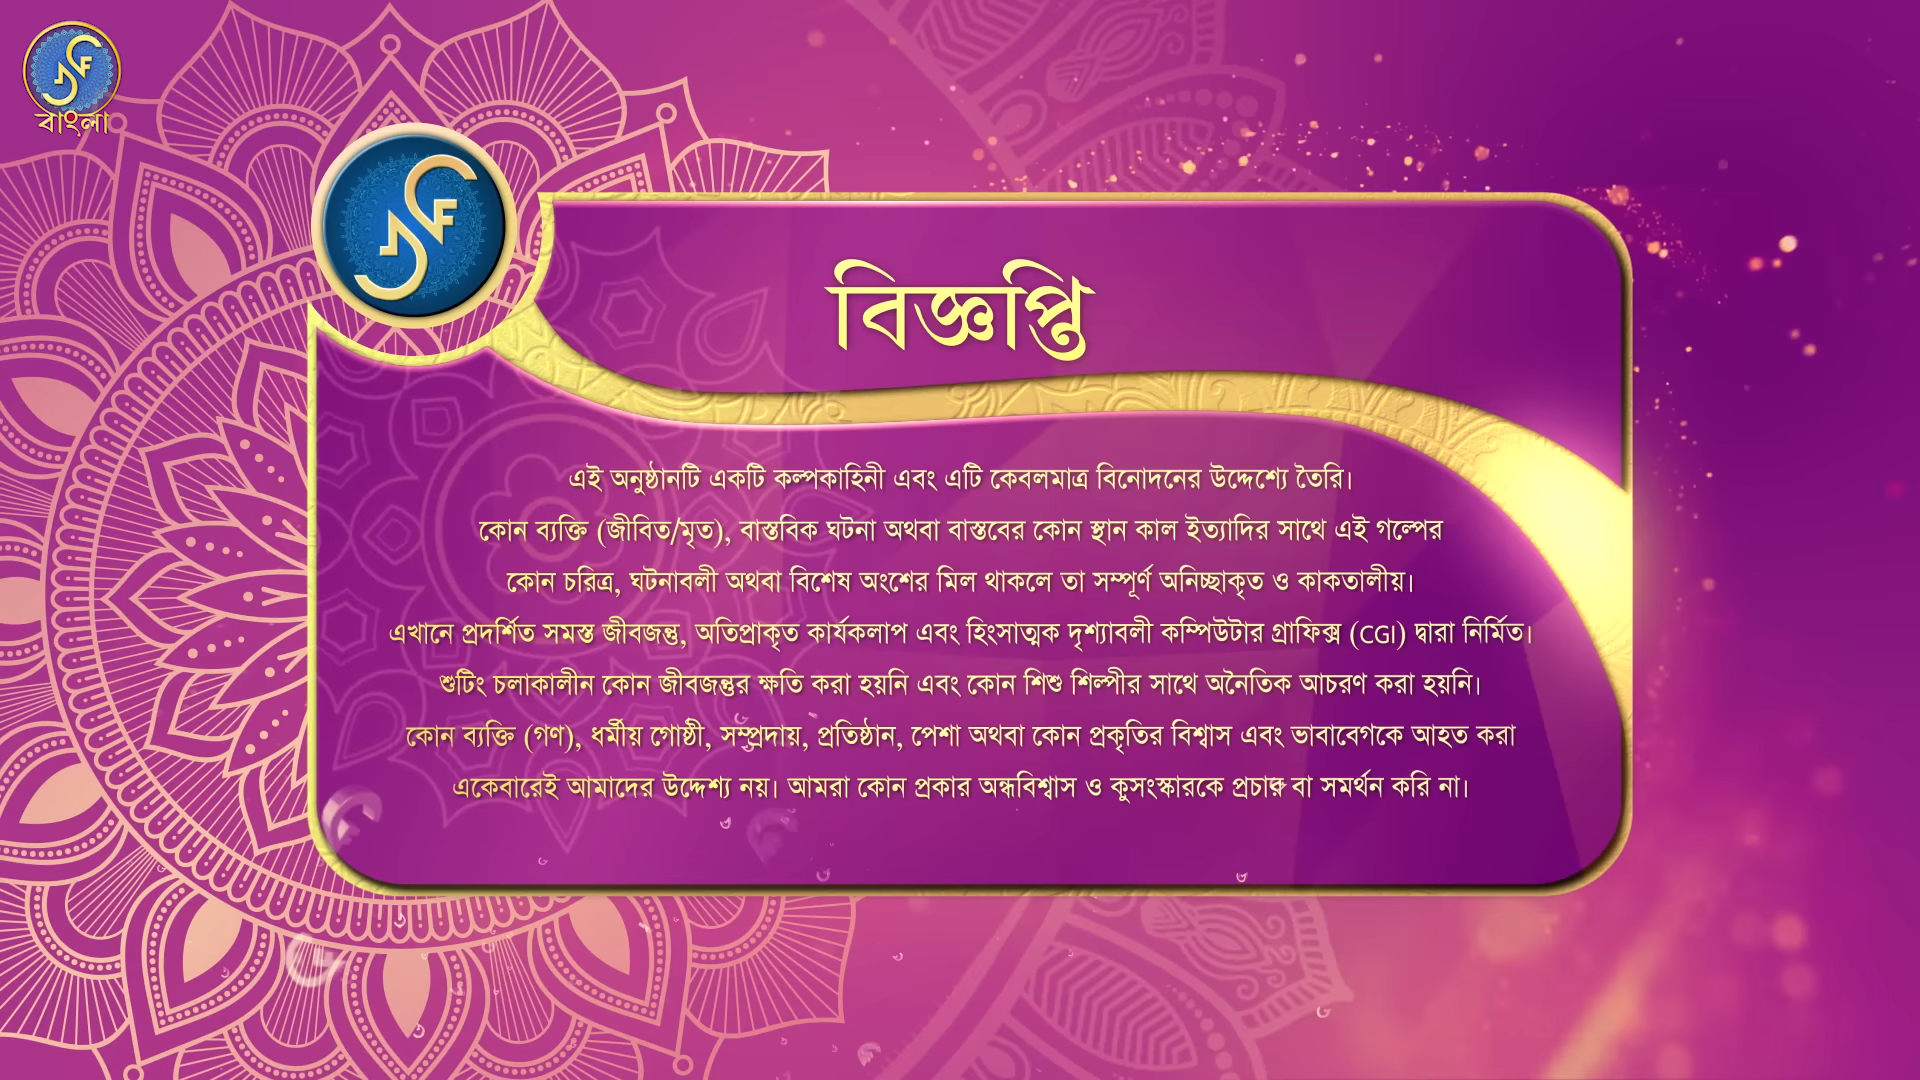 বাংলা
বিজ্ঞপ্তি
এই অনুষ্ঠানটি একটি কল্পকাহিনী এবং এটি কেবলমাত্র বিনোদনের উদ্দেশ্যে তৈরি।
কোন ব্যক্তি (জীবিত/মৃত), বাস্তবিক ঘটনা অথবা বাস্তবের কোন স্থান কাল ইত্যাদির সাথে এই গল্পের
কোন চরিত্র, ঘটনাবলী অথবা বিশেষ অংশের মিল থাকলে তা সম্পূর্ণ অনিচ্ছাকৃত ও কাকতালীয়।
এখানে প্রদর্শিত সমস্ত জীবজন্তু, অতিপ্রাকৃত কার্যকলাপ এবং হিংসাত্মক দৃশ্যাবলী কম্পিউটার গ্রাফিক্স (CGI) দ্বারা নির্মিত।
শুটিং চলাকালীন কোন জীবজন্তুর ক্ষতি করা হয়নি এবং কোন শিশু শিল্পীর সাথে অনৈতিক আচরণ করা হয়নি।
কোন ব্যক্তি (গণ), ধর্মীয় গোষ্ঠী, সম্প্রদায়, প্রতিষ্ঠান, পেশা অথবা কোন প্রকৃতির বিশ্বাস এবং ভাবাবেগকে আহত করা
একেবারেই আমাদের উদ্দেশ্য নয়। আমরা কোন প্রকার অন্ধবিশ্বাস ও কুসংস্কারকে প্রচার বা সমর্থন করি না।